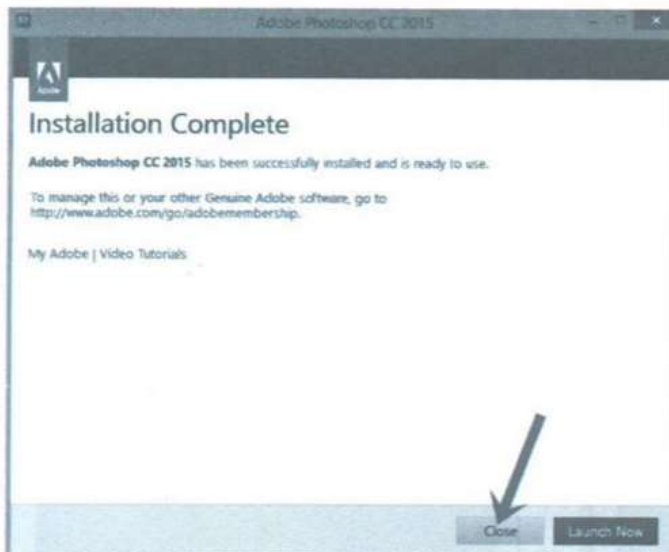 Adobe Photoshop CC 2015
Adobe
Installation Complete
Adobe Photoshop CC 2015 has been successfully installed and is ready to use.
To manage this or your other Genuine Adobe software, go to
http://www.adobe.com/go/adobemembership.
My Adobe | Video Tutorials
Close
Launch Now